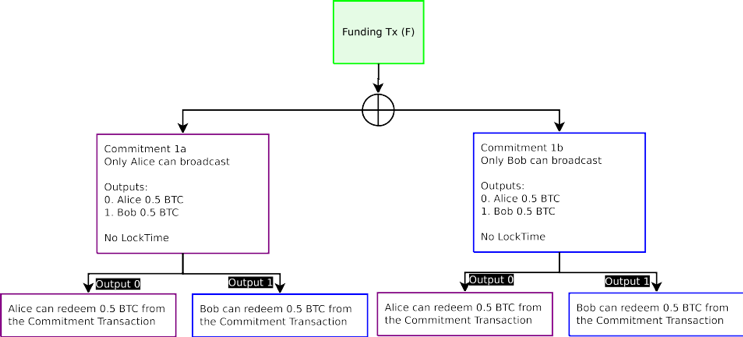 Funding Tx (F)
Commitment 1a
Only Alice can broadcast
Outputs:
0. Alice 0.5 BTC
1. Bob 0.5 BTC
No LockTime
Commitment 1b
Only Bob can broadcast
Outputs:
0. Alice 0.5 BTC
1. Bob 0.5 BTC
No LockTime
Output 0
Output 1
Output 0
Output 1
Alice can redeem 0.5 BTC from
the Commitment Transaction
Bob can redeem 0.5 BTC from
the Commitment Transaction
Alice can redeem 0.5 BTC from
the Commitment Transaction
Bob can redeem 0.5 BTC from
the Commitment Transaction